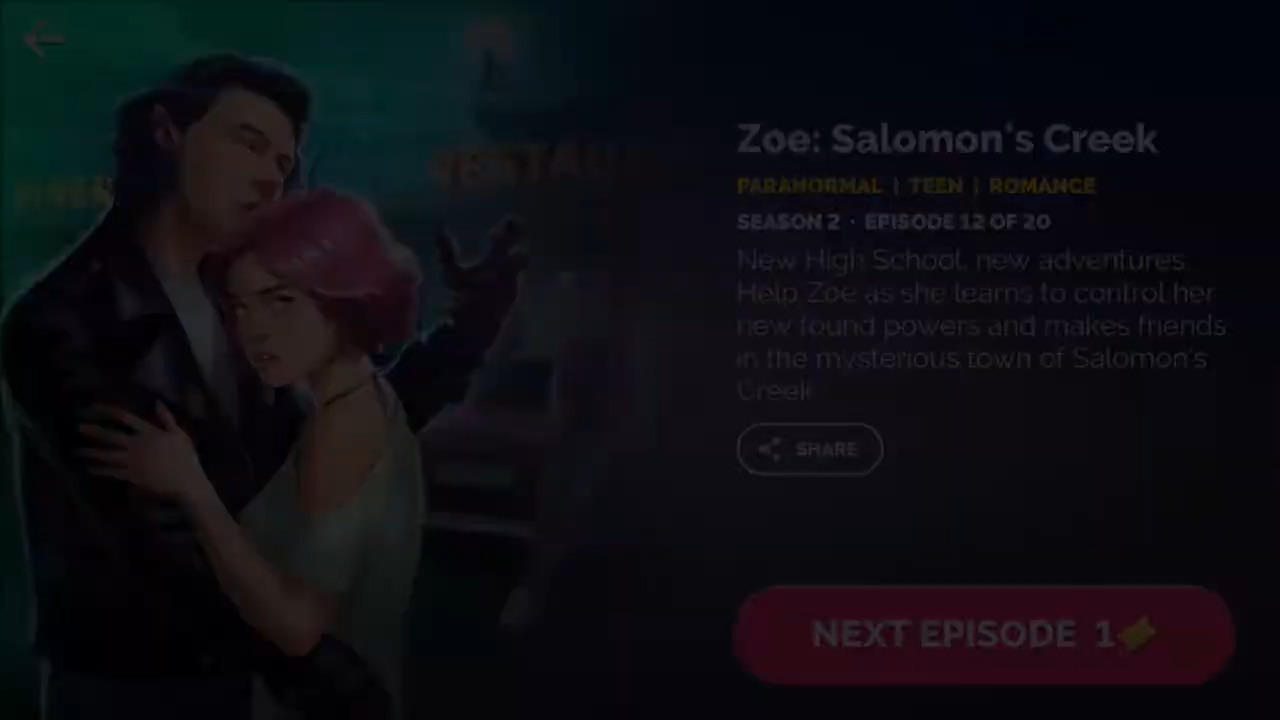 Zoe: Salomon's Creek
PARANORMAL | TEEN | ROMANCE
SEASON 2 · EPISODE 12 OF 20
New High School, new adventures.
Help Zoe as she learns to control her
new found powers and makes friends
in the mysterious town of Salomon's
Creek
SHARE
NEXT EPISODE 1